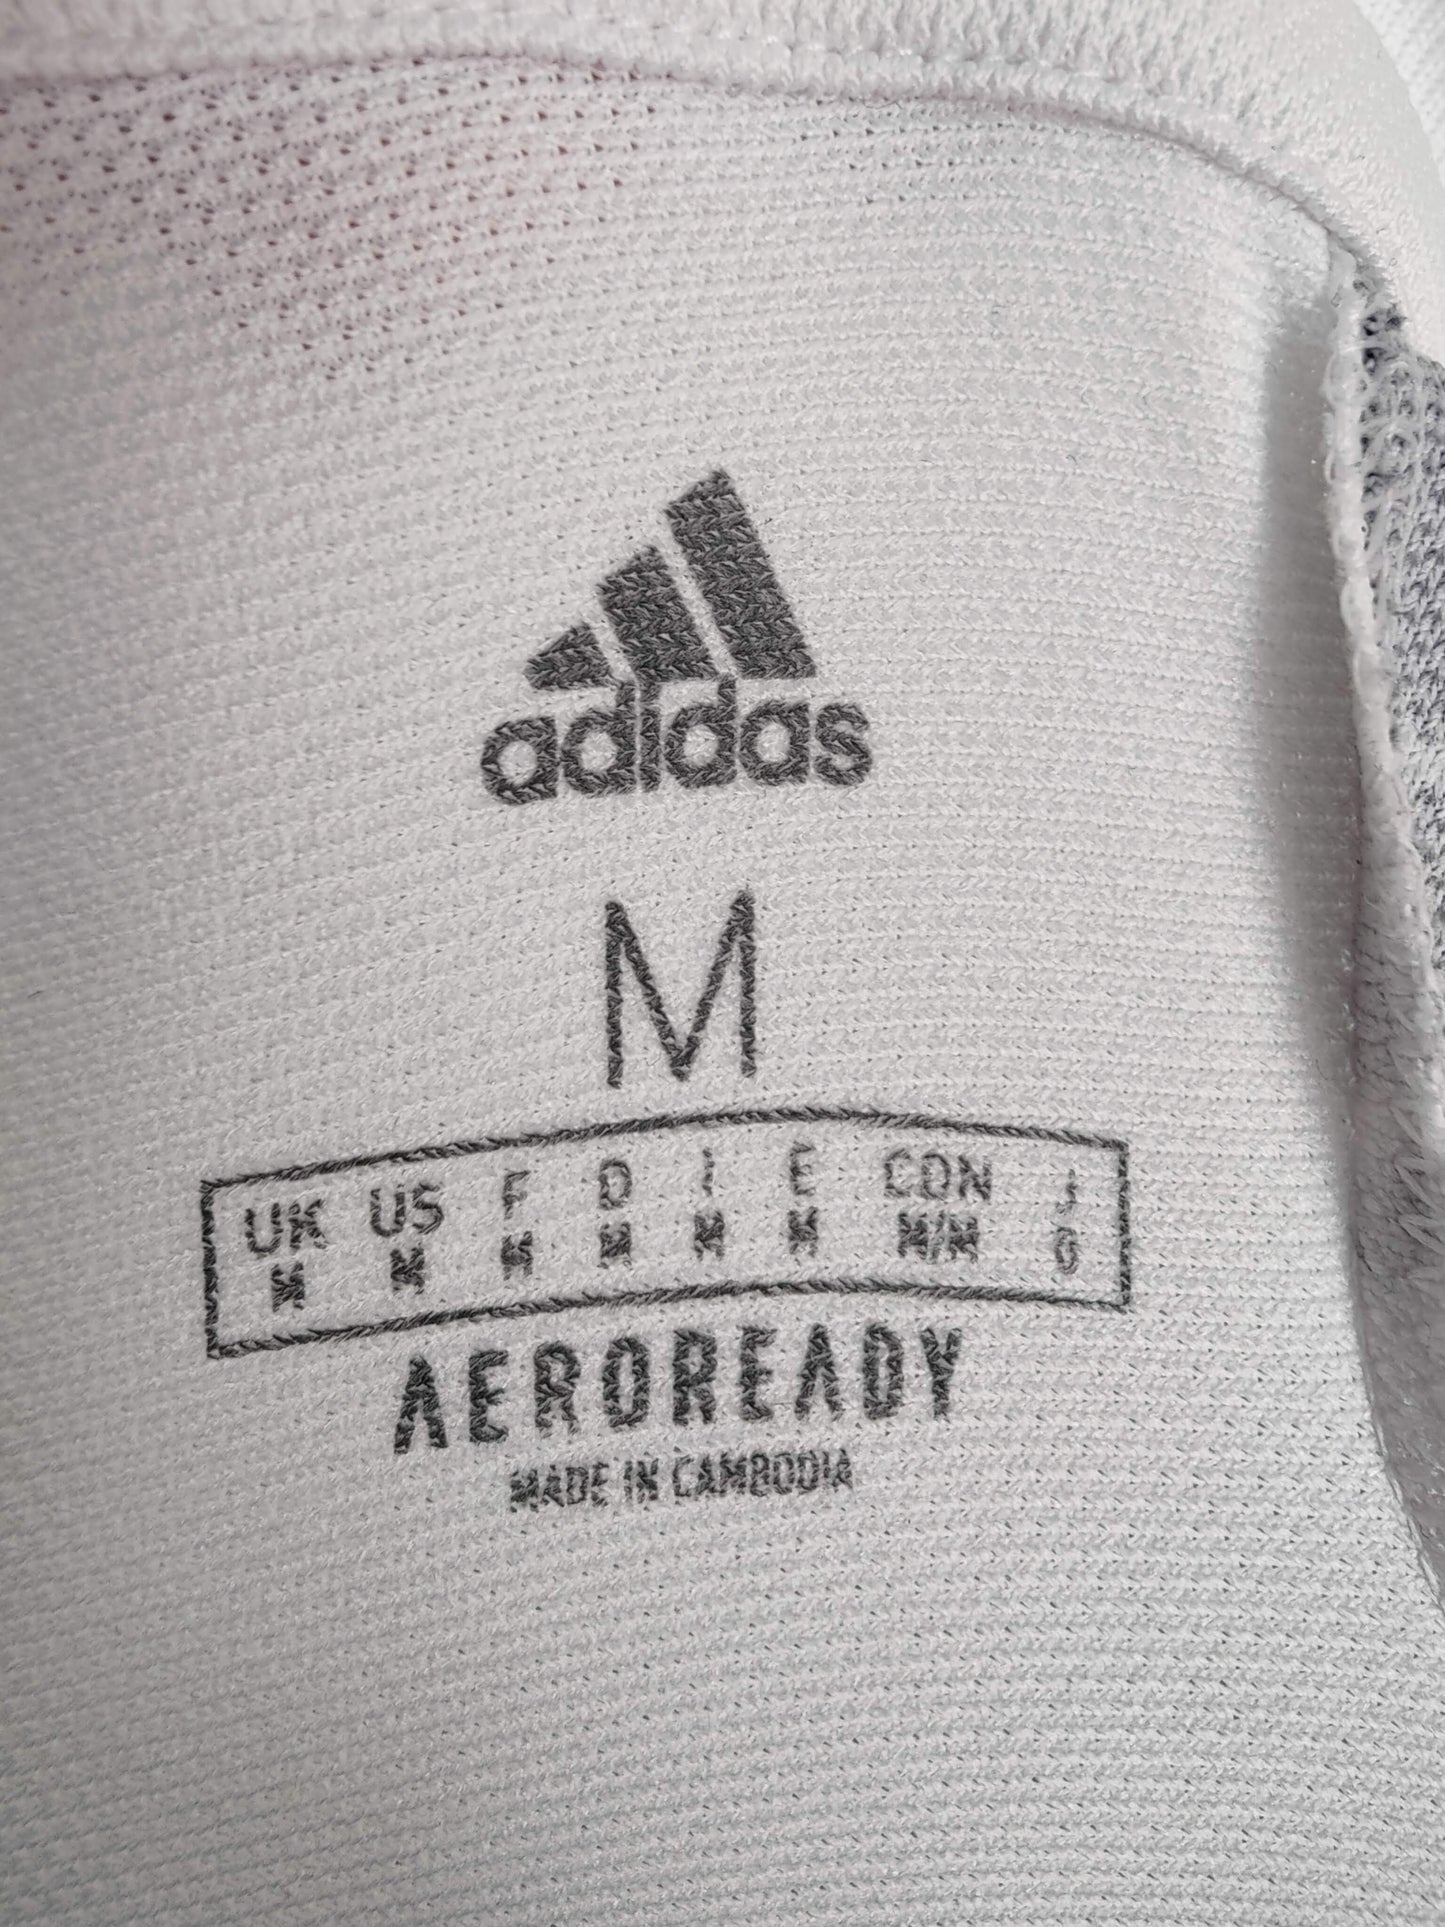 adidas
M
UK US F D I E CDN J
M M M M M M M/M O
AEROREADY
MADE IN CAMBODIA